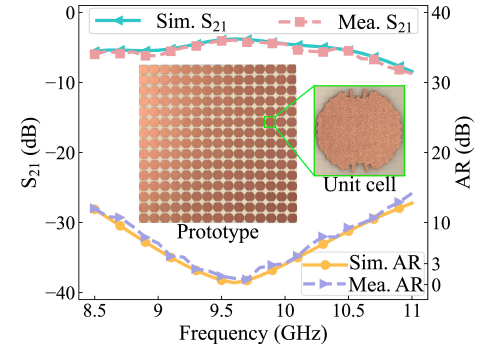 Sim. S21
Mea. S21
0
−10
−20
−30
−40
S21 (dB)
40
30
20
10
3
0
AR (dB)
Prototype
Unit cell
Sim. AR
Mea. AR
8.5
9
9.5
10
10.5
11
Frequency (GHz)